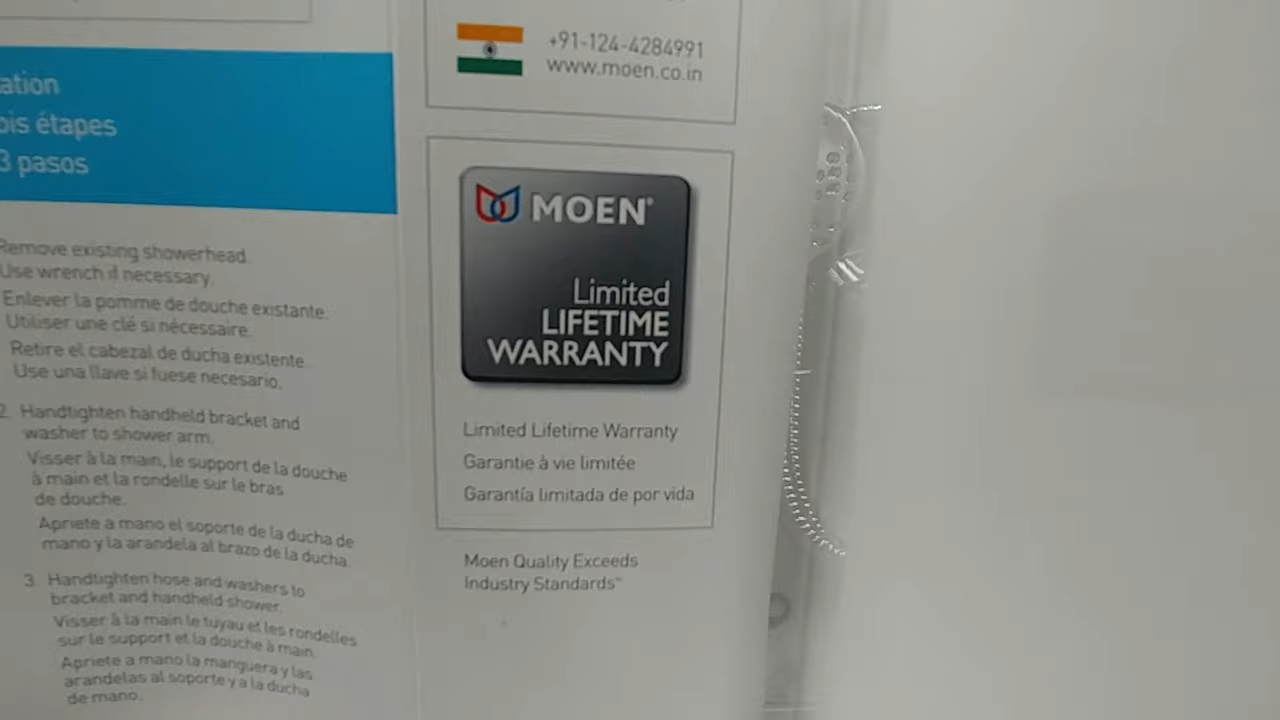 ation
ois étapes
3 pasos
Remove existing showerhead.
Use wrench if necessary.
Enlever la pomme de douche existante.
Utiliser une clé si nécessaire.
Retire el cabezal de ducha existente.
Use una llave si fuese necesario.
2. Handtighten handheld bracket and
washer to shower arm.
Visser à la main, le support de la douche
à main et la rondelle sur le bras
de douche.
Apriete a mano el soporte de la ducha de
mano y la arandela al brazo de la ducha.
3. Handtighten hose and washers to
bracket and handheld shower.
Visser à la main le tuyau et les rondelles
sur le support et la douche à main.
Apriete a mano la manguera y las
arandelas al soporte y a la ducha
de mano.
+91-124-4284991
www.moen.co.in
MOEN®
Limited
LIFETIME
WARRANTY
Limited Lifetime Warranty
Garantie à vie limitée
Garantía limitada de por vida
Moen Quality Exceeds
Industry Standards™